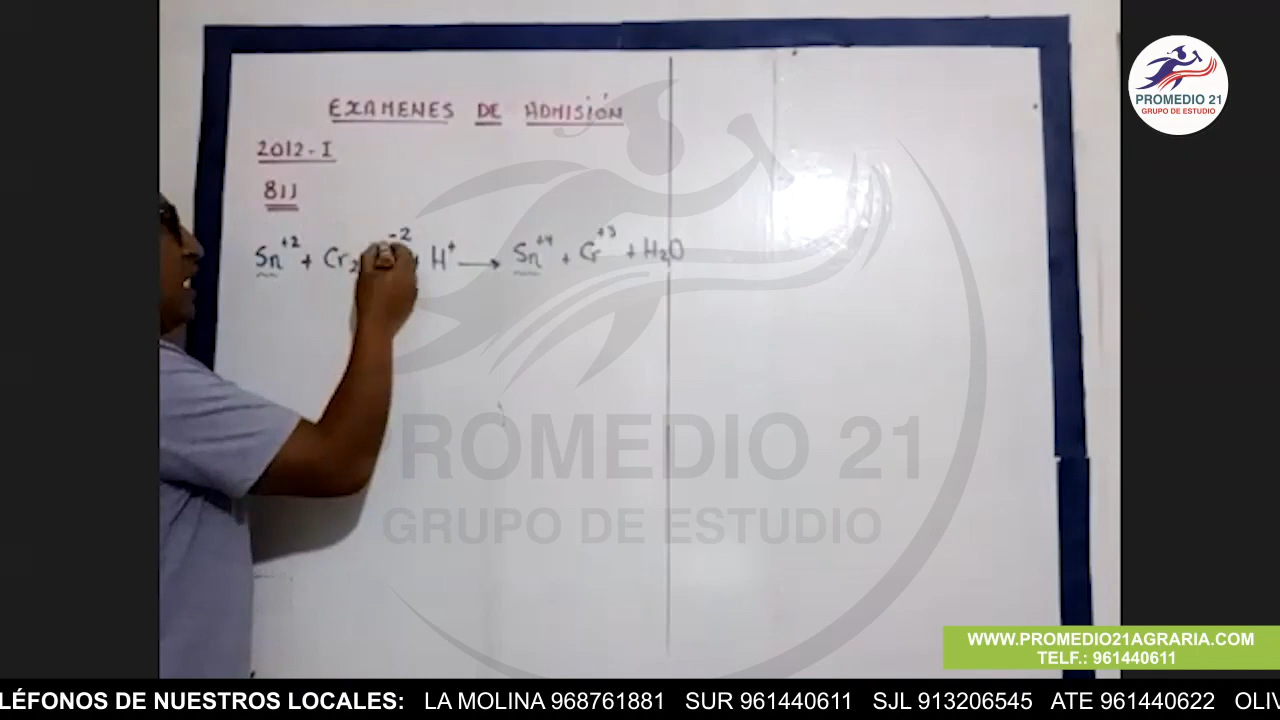 PROMEDIO 21
GRUPO DE ESTUDIO
EXAMENES DE ADMISIÓN
2012-I
811
Sn⁺² + Cr₂ ⁻² + H⁺ → Sn⁺⁴ + Cr⁺³ + H₂O
ROMEDIO 21
GRUPO DE ESTUDIO
WWW.PROMEDIO21AGRARIA.COM
TELF.: 961440611
LÉFONOS DE NUESTROS LOCALES: LA MOLINA 968761881 SUR 961440611 SJL 913206545 ATE 961440622 OLIV